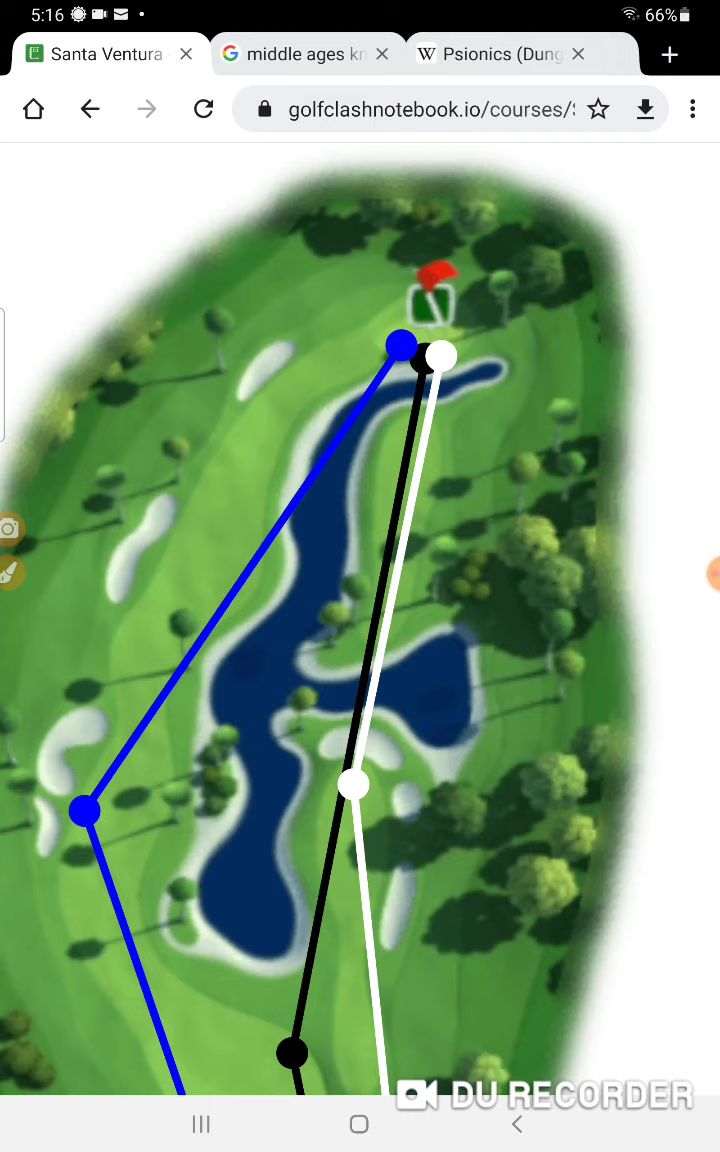 5:16
66%
Santa Ventura
middle ages kn
W Psionics (Dung
golfclashnotebook.io/courses/S
DU RECORDER